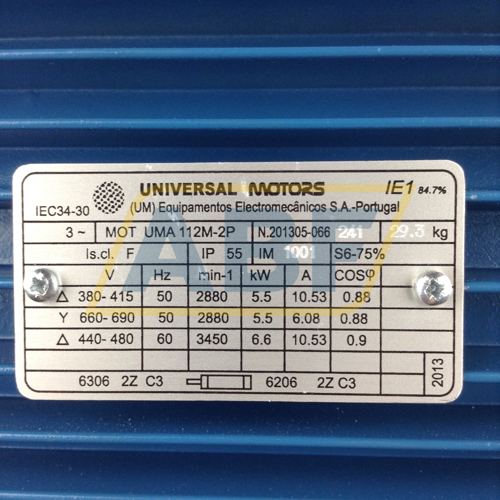 UNIVERSAL MOTORS IE1 84.7%
IEC34-30 (UM) Equipamentos Electromecânicos S.A.-Portugal
3 ~ MOT UMA 112M-2P N.201305-066 241 29.3 kg
Is.cl. F IP 55 IM 1001 S6-75%
V Hz min-1 kW A COSφ
Δ 380- 415 50 2880 5.5 10.53 0.88
Y 660- 690 50 2880 5.5 6.08 0.88
Δ 440- 480 60 3450 6.6 10.53 0.9
6306 2Z C3 6206 2Z C3
2013
ABF